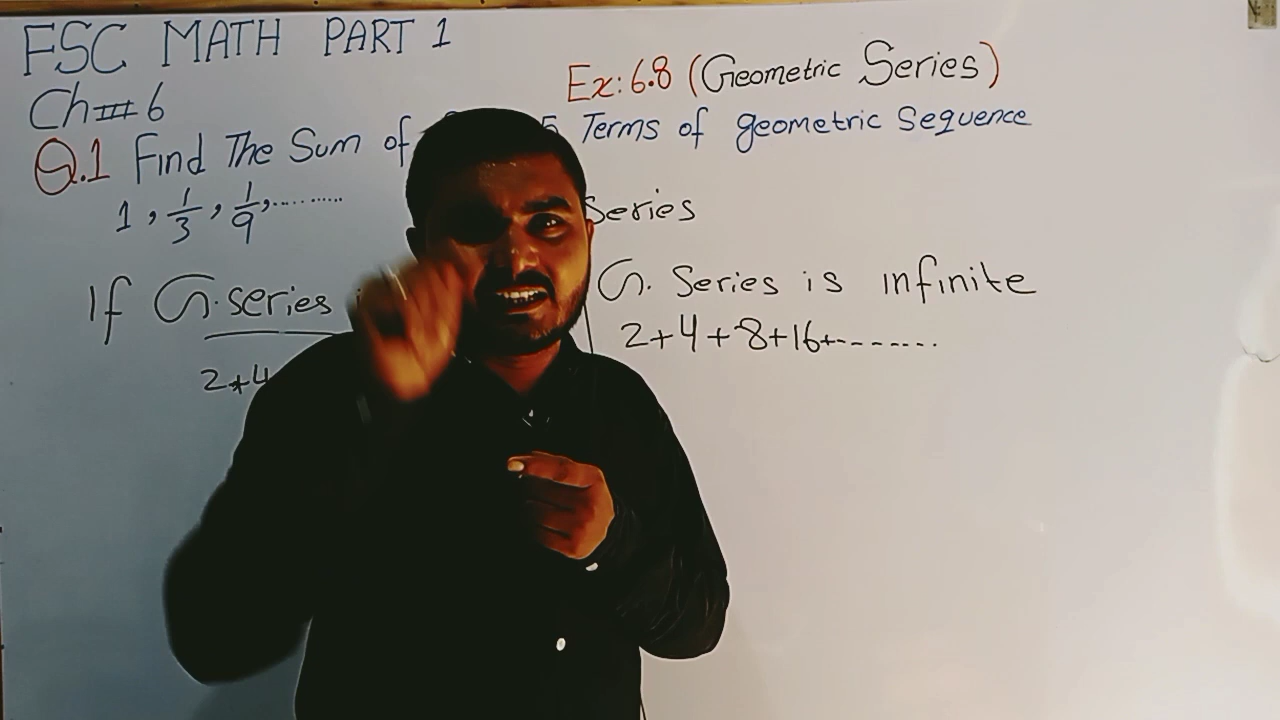 FSC MATH PART 1
Ex: 6.8 (Geometric Series)
Ch # 6
Q.1 Find The Sum of 5 Terms of geometric Sequence
1, 1/3, 1/9, ..........
Series
If G.series
G. Series is infinite
2+4
2+4+8+16+-------